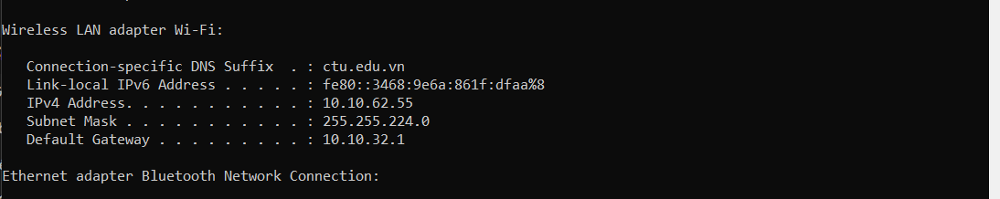 Wireless LAN adapter Wi-Fi:
Connection-specific DNS Suffix  . : ctu.edu.vn
Link-local IPv6 Address . . . . . : fe80::3468:9e6a:861f:dfaa%8
IPv4 Address. . . . . . . . . . . : 10.10.62.55
Subnet Mask . . . . . . . . . . . : 255.255.224.0
Default Gateway . . . . . . . . . : 10.10.32.1
Ethernet adapter Bluetooth Network Connection: